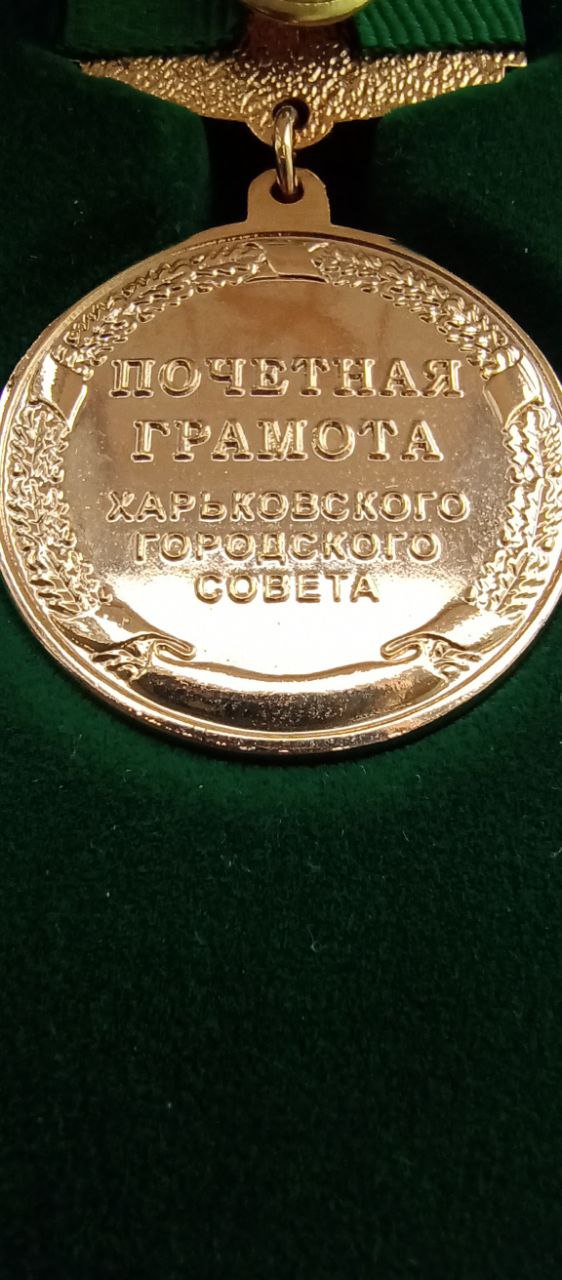 ПОЧЕТНАЯ
ГРАМОТА
ХАРЬКОВСКОГО
ГОРОДСКОГО
СОВЕТА